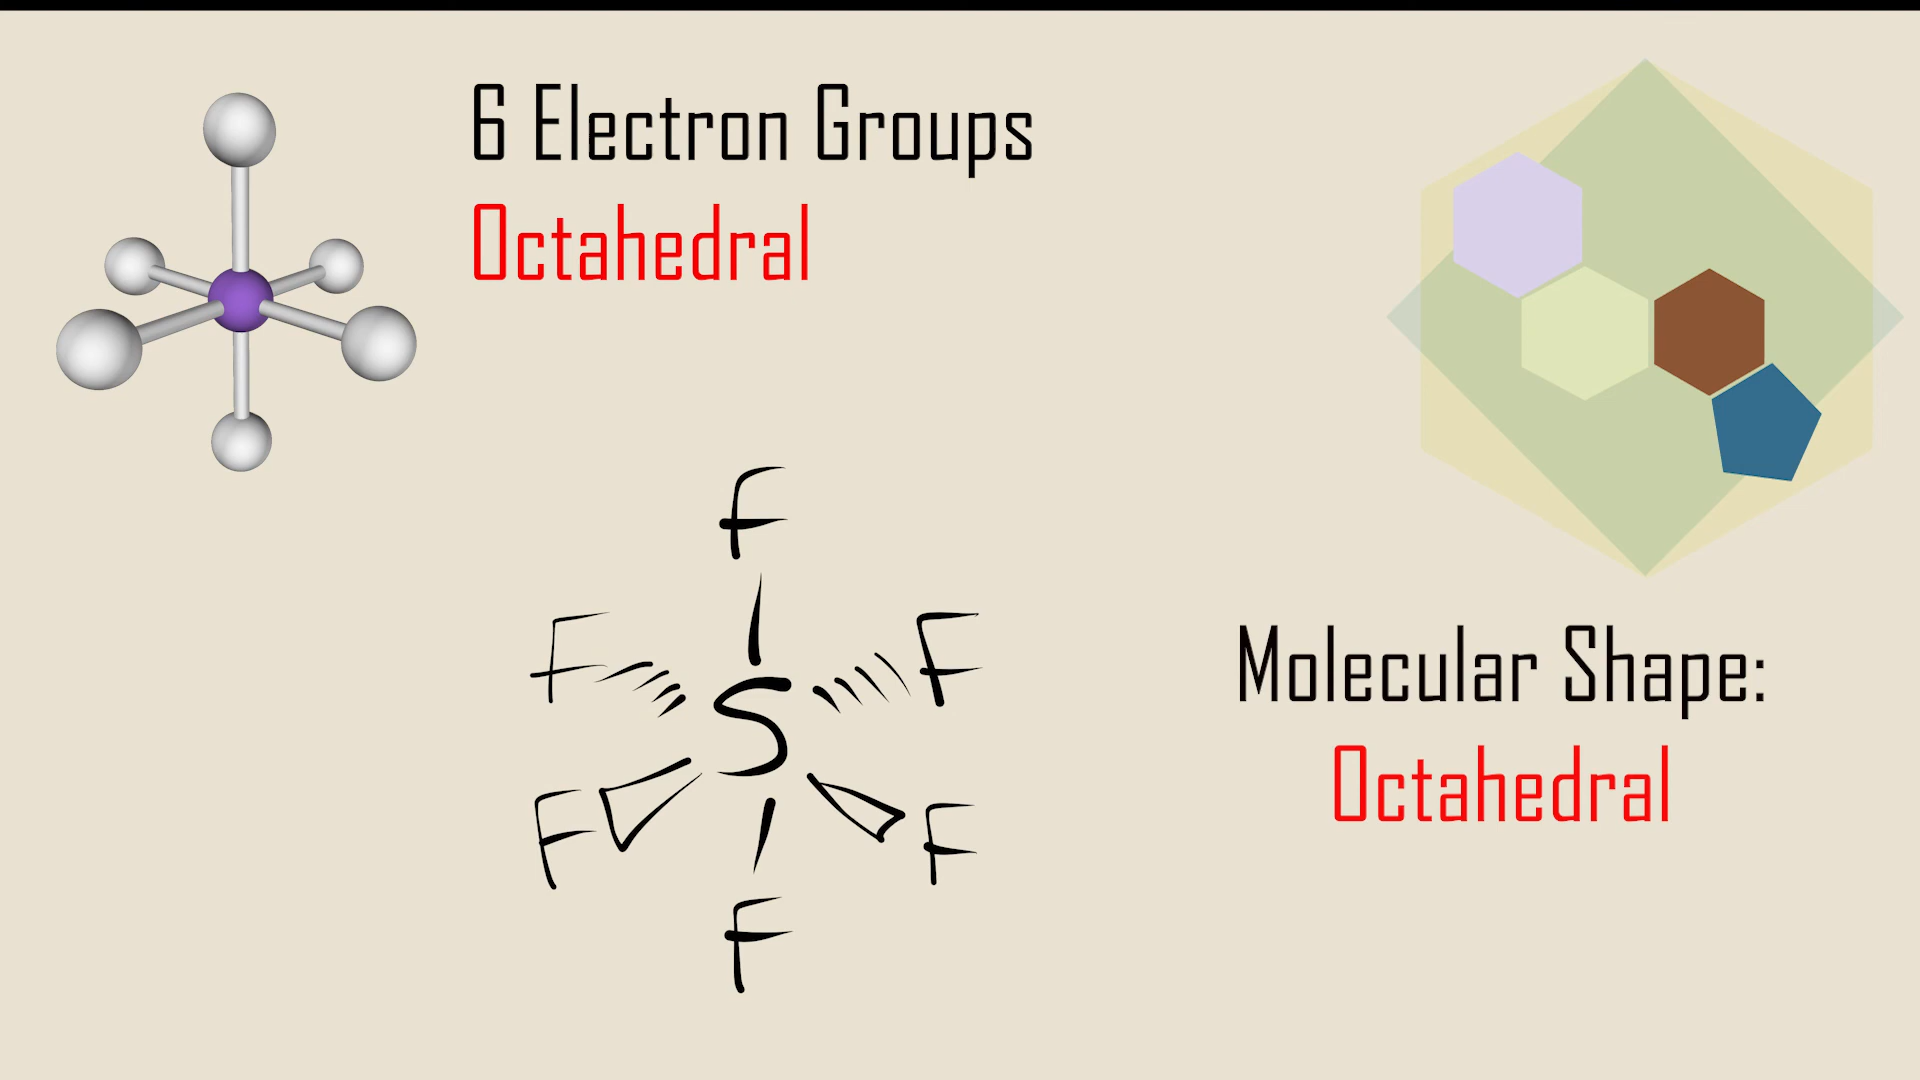 6 Electron Groups
Octahedral
F
F F
S
F F
F
Molecular Shape:
Octahedral